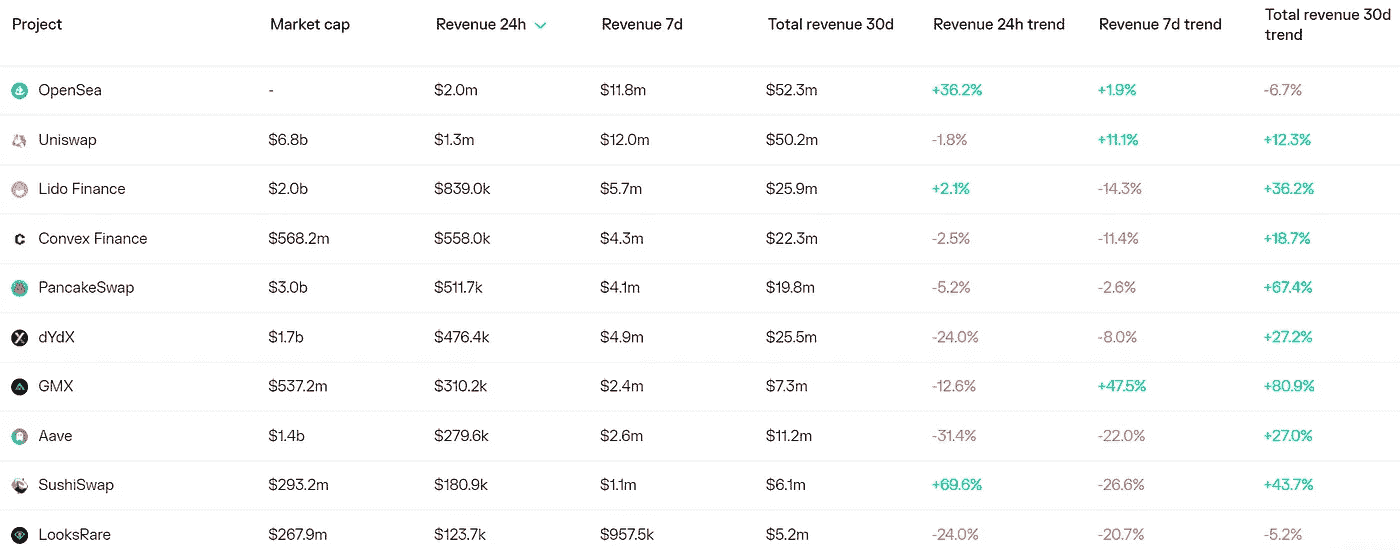 Project Market cap Revenue 24h Revenue 7d Total revenue 30d Revenue 24h trend Revenue 7d trend Total revenue 30d trend
OpenSea - $2.0m $11.8m $52.3m +36.2% +1.9% -6.7%
Uniswap $6.8b $1.3m $12.0m $50.2m -1.8% +11.1% +12.3%
Lido Finance $2.0b $839.0k $5.7m $25.9m +2.1% -14.3% +36.2%
Convex Finance $568.2m $558.0k $4.3m $22.3m -2.5% -11.4% +18.7%
PancakeSwap $3.0b $511.7k $4.1m $19.8m -5.2% -2.6% +67.4%
dYdX $1.7b $476.4k $4.9m $25.5m -24.0% -8.0% +27.2%
GMX $537.2m $310.2k $2.4m $7.3m -12.6% +47.5% +80.9%
Aave $1.4b $279.6k $2.6m $11.2m -31.4% -22.0% +27.0%
SushiSwap $293.2m $180.9k $1.1m $6.1m +69.6% -26.6% +43.7%
LooksRare $267.9m $123.7k $957.5k $5.2m -24.0% -20.7% -5.2%